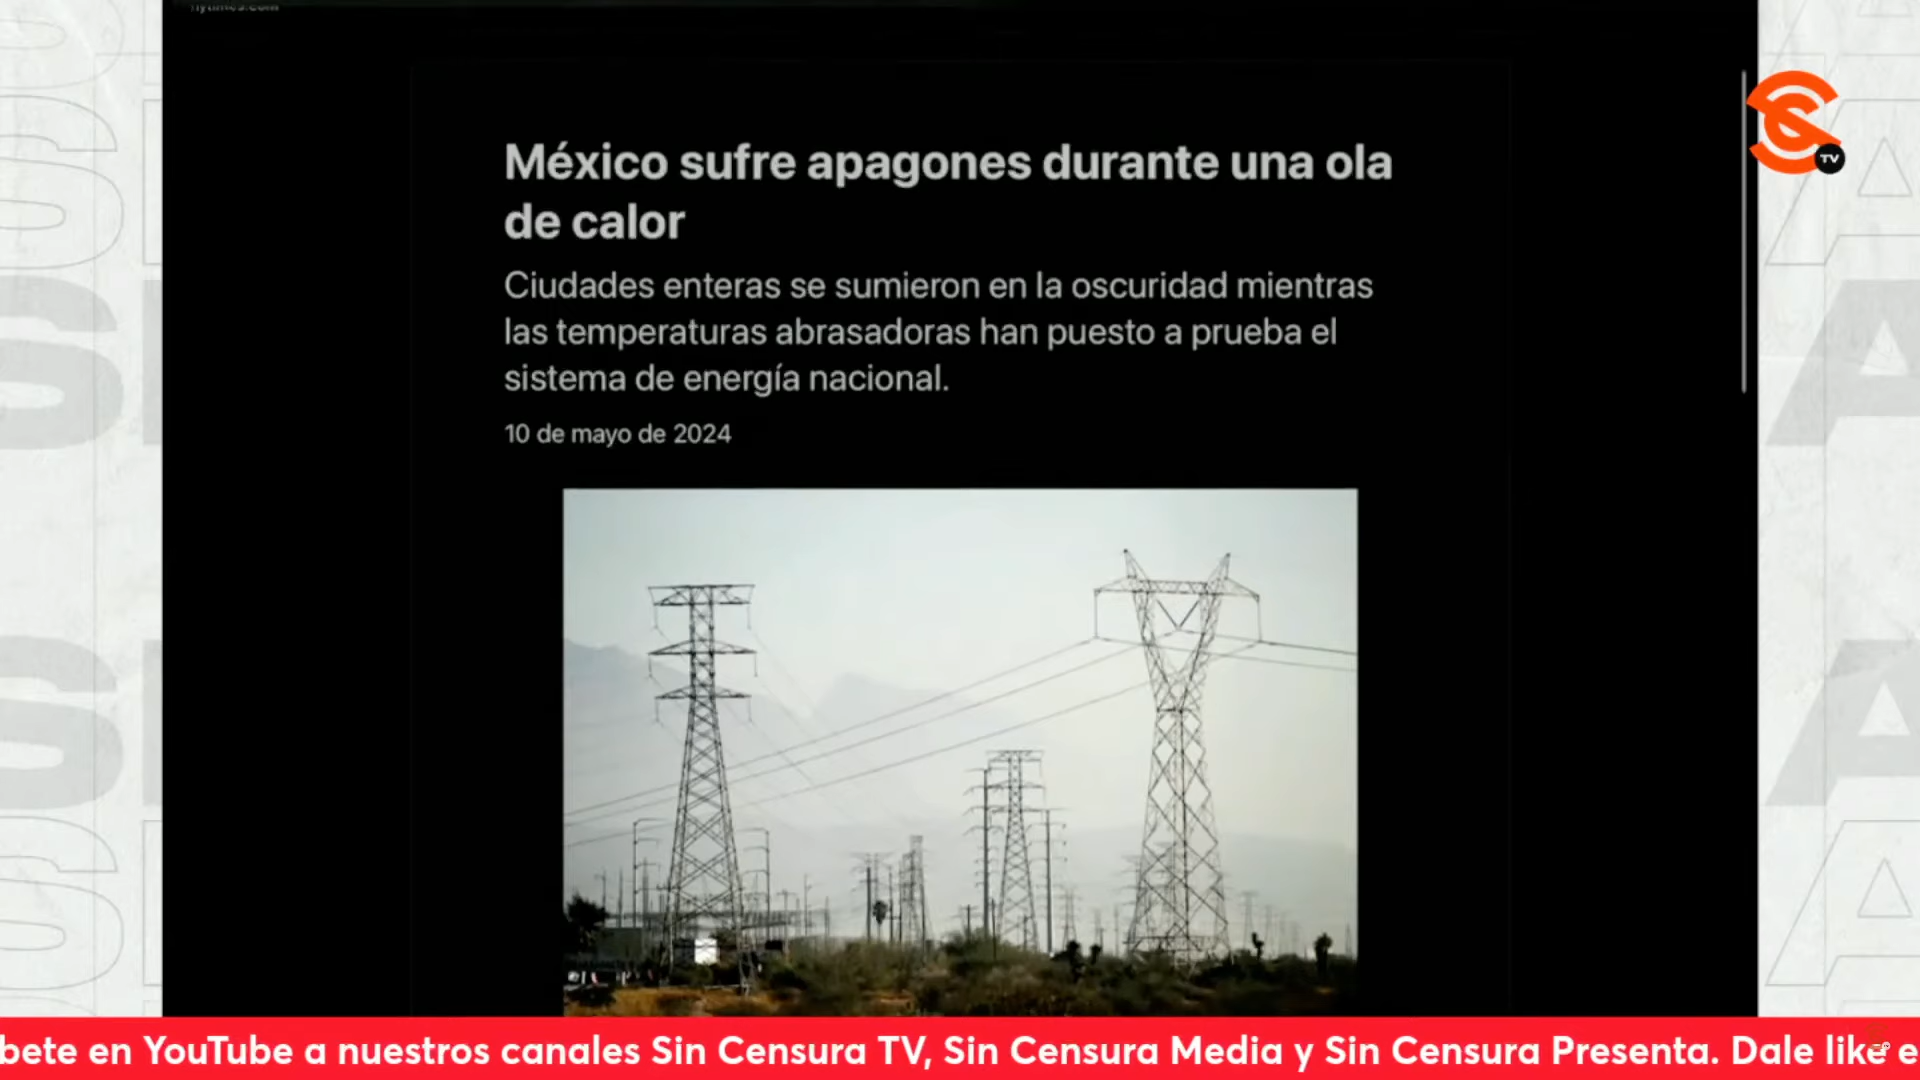 nytimes.com
México sufre apagones durante una ola
de calor
Ciudades enteras se sumieron en la oscuridad mientras
las temperaturas abrasadoras han puesto a prueba el
sistema de energía nacional.
10 de mayo de 2024
TV
bete en YouTube a nuestros canales Sin Censura TV, Sin Censura Media y Sin Censura Presenta. Dale like e